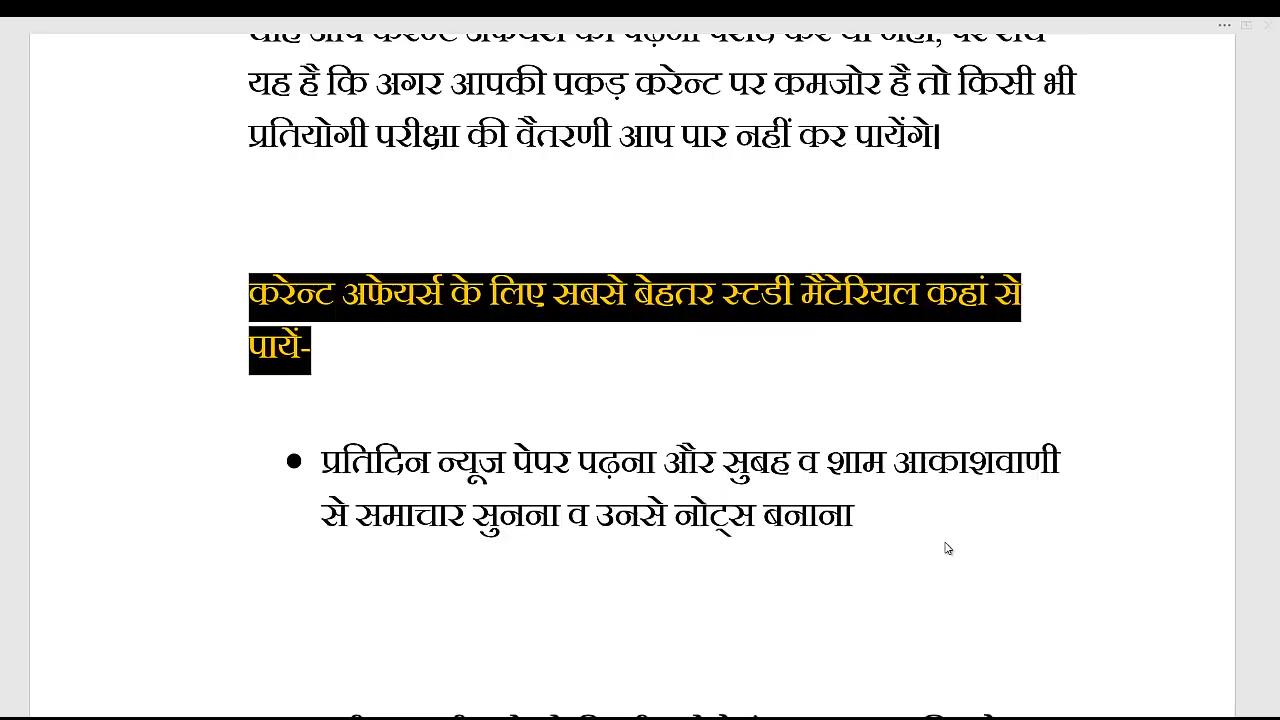 यह है कि अगर आपकी पकड़ करेन्ट पर कमजोर है तो किसी भी
प्रतियोगी परीक्षा की वैतरणी आप पार नहीं कर पायेंगे।
करेन्ट अफेयर्स के लिए सबसे बेहतर स्टडी मैटेरियल कहां से
पायें-
• प्रतिदिन न्यूज पेपर पढ़ना और सुबह व शाम आकाशवाणी
से समाचार सुनना व उनसे नोट्स बनाना